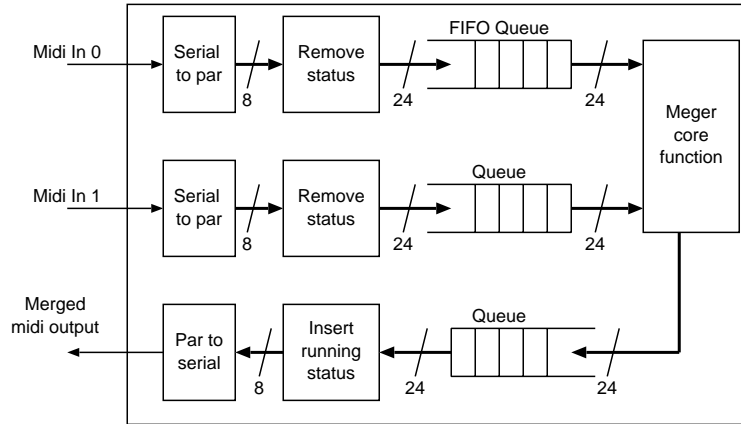 FIFO Queue
Midi In 0
Serial
to par
8
Remove
status
24
24
Meger
core
function
Midi In 1
Serial
to par
8
Remove
status
24
Queue
24
Merged
midi output
Par to
serial
8
Insert
running
status
24
Queue
24